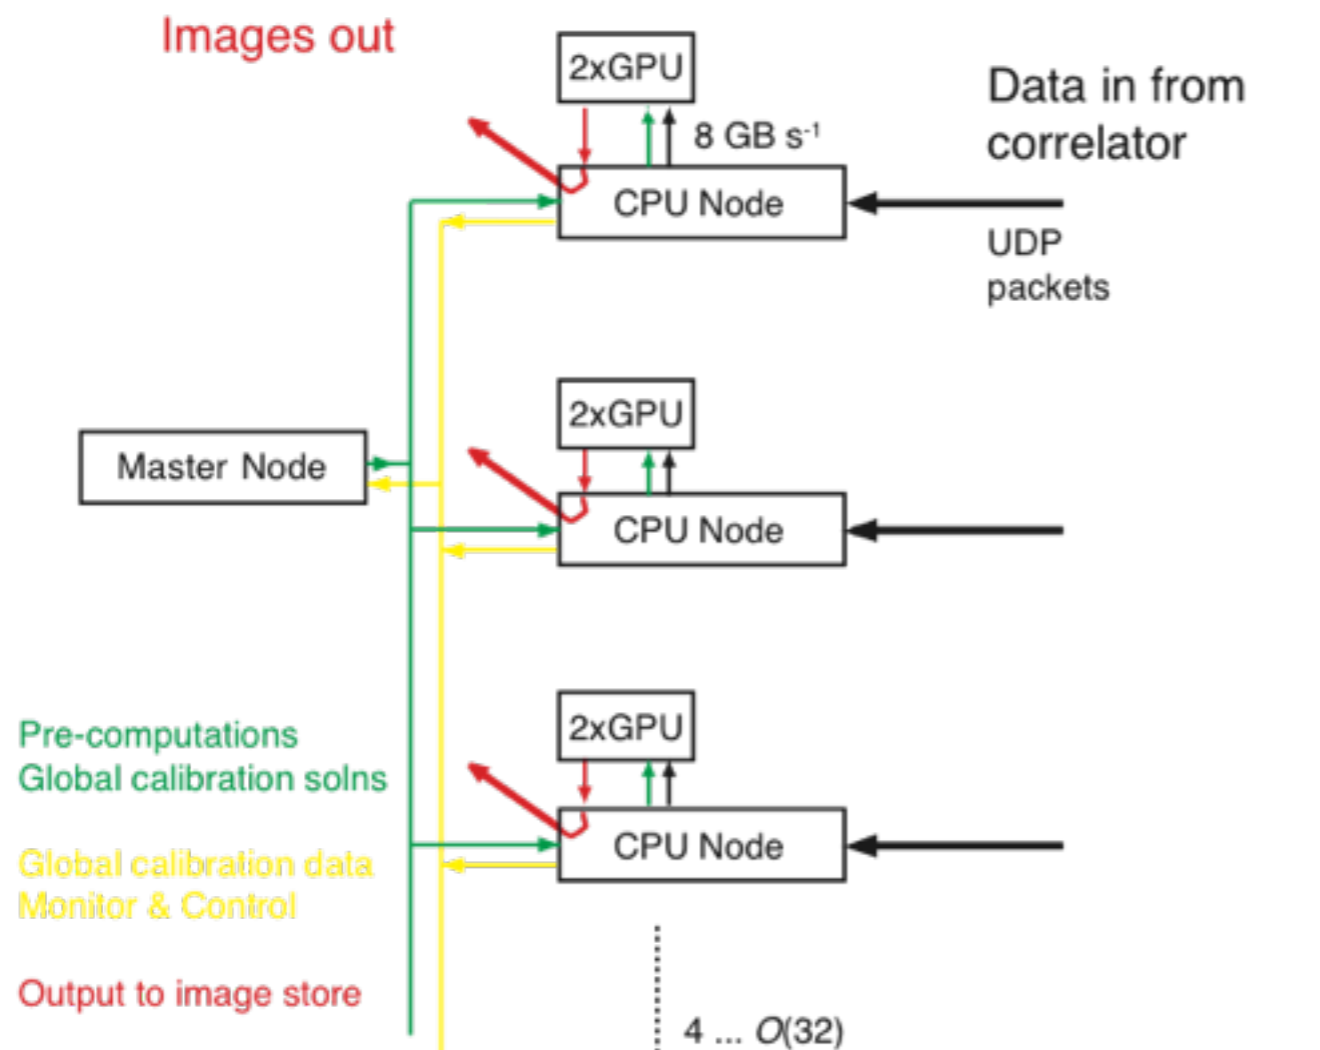 Images out
2xGPU
Data in from
correlator
8 GB s⁻¹
CPU Node
UDP
packets
2xGPU
Master Node
CPU Node
2xGPU
Pre-computations
Global calibration solns
CPU Node
Global calibration data
Monitor & Control
Output to image store
4 ... O(32)